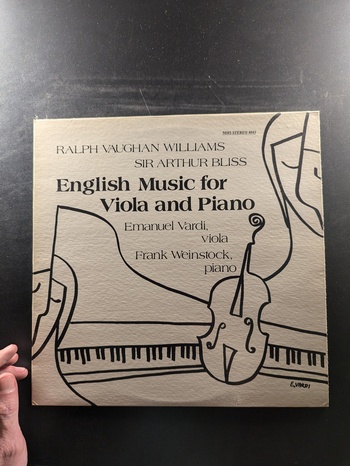 RALPH VAUGHAN WILLIAMS
SIR ARTHUR BLISS
English Music for
Viola and Piano
Emanuel Vardi,
viola
Frank Weinstock,
piano
E. VARDI